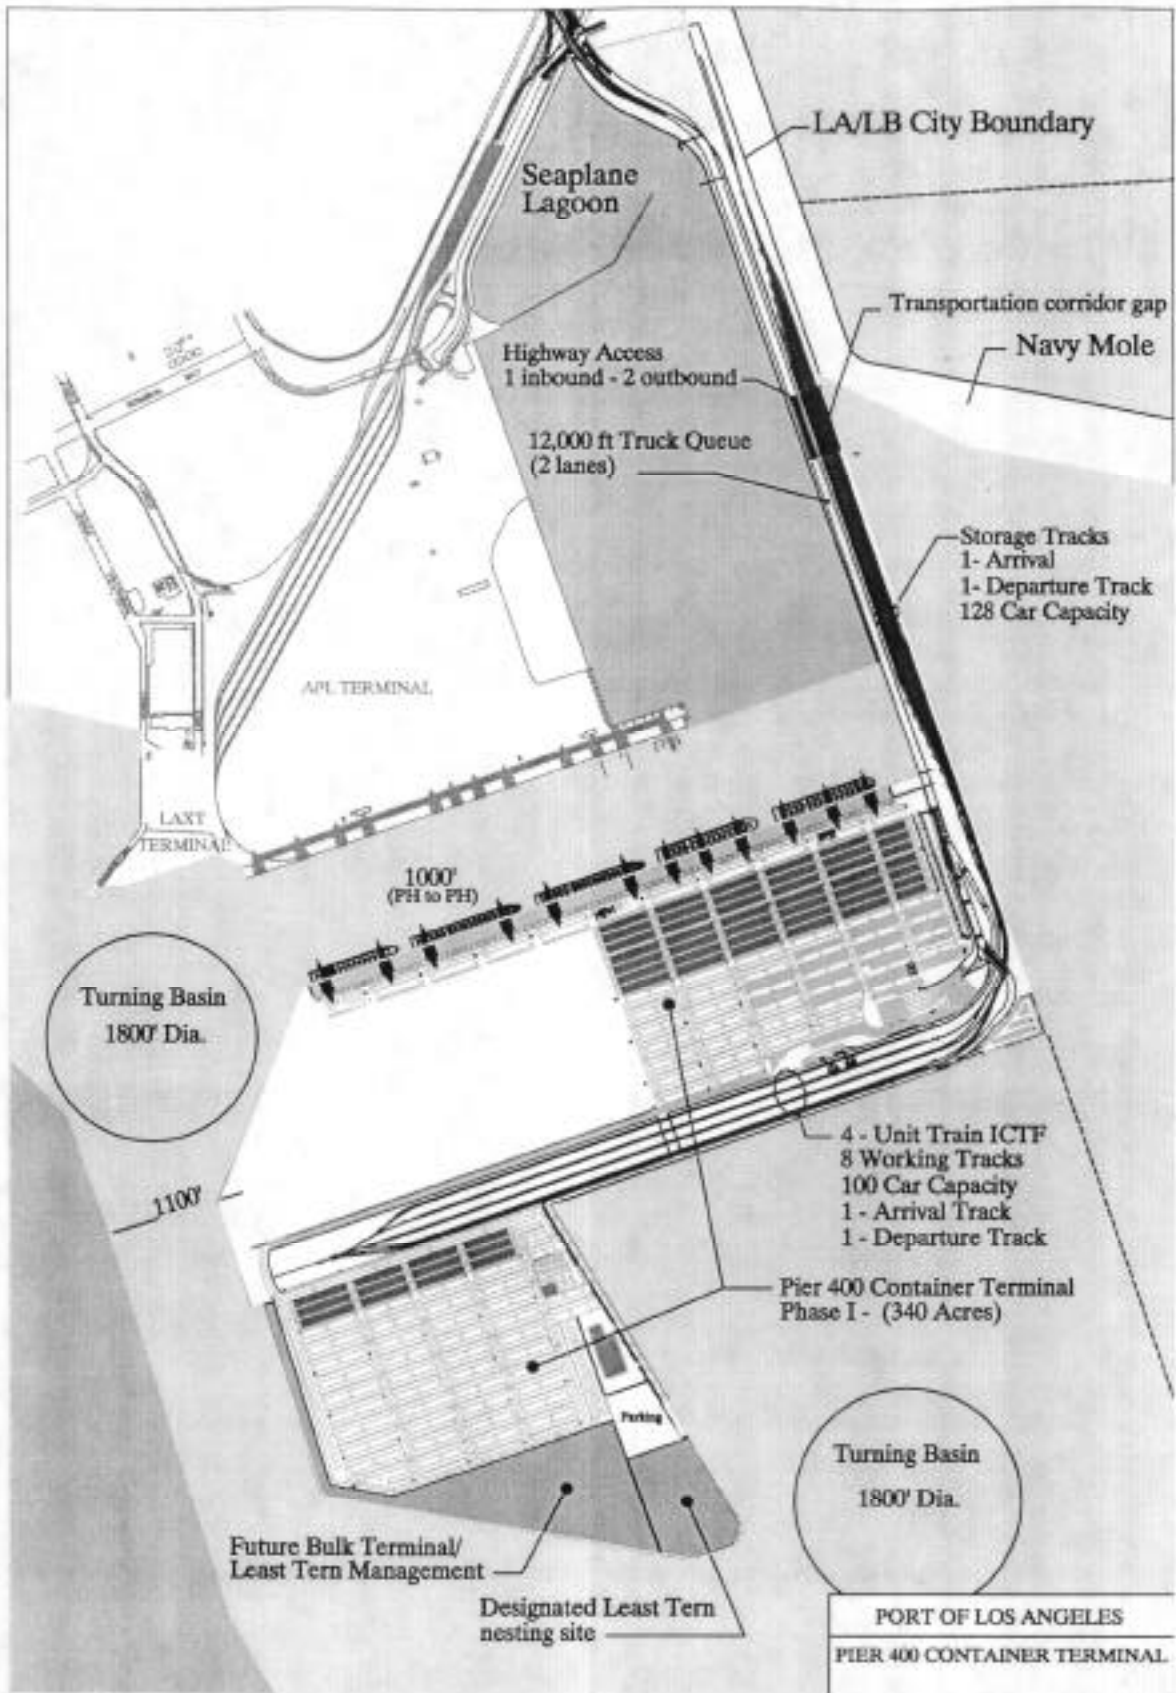 LA/LB City Boundary
Seaplane
Lagoon
Transportation corridor gap
Navy Mole
Highway Access
1 inbound - 2 outbound
12,000 ft Truck Queue
(2 lanes)
Storage Tracks
1- Arrival
1- Departure Track
128 Car Capacity
APL TERMINAL
LAXT
TERMINAL
1000'
(PH to PH)
Turning Basin
1800' Dia.
1100'
4 - Unit Train ICTF
8 Working Tracks
100 Car Capacity
1 - Arrival Track
1 - Departure Track
Pier 400 Container Terminal
Phase I - (340 Acres)
Parking
Turning Basin
1800' Dia.
Future Bulk Terminal/
Least Tern Management
Designated Least Tern
nesting site
PORT OF LOS ANGELES
PIER 400 CONTAINER TERMINAL